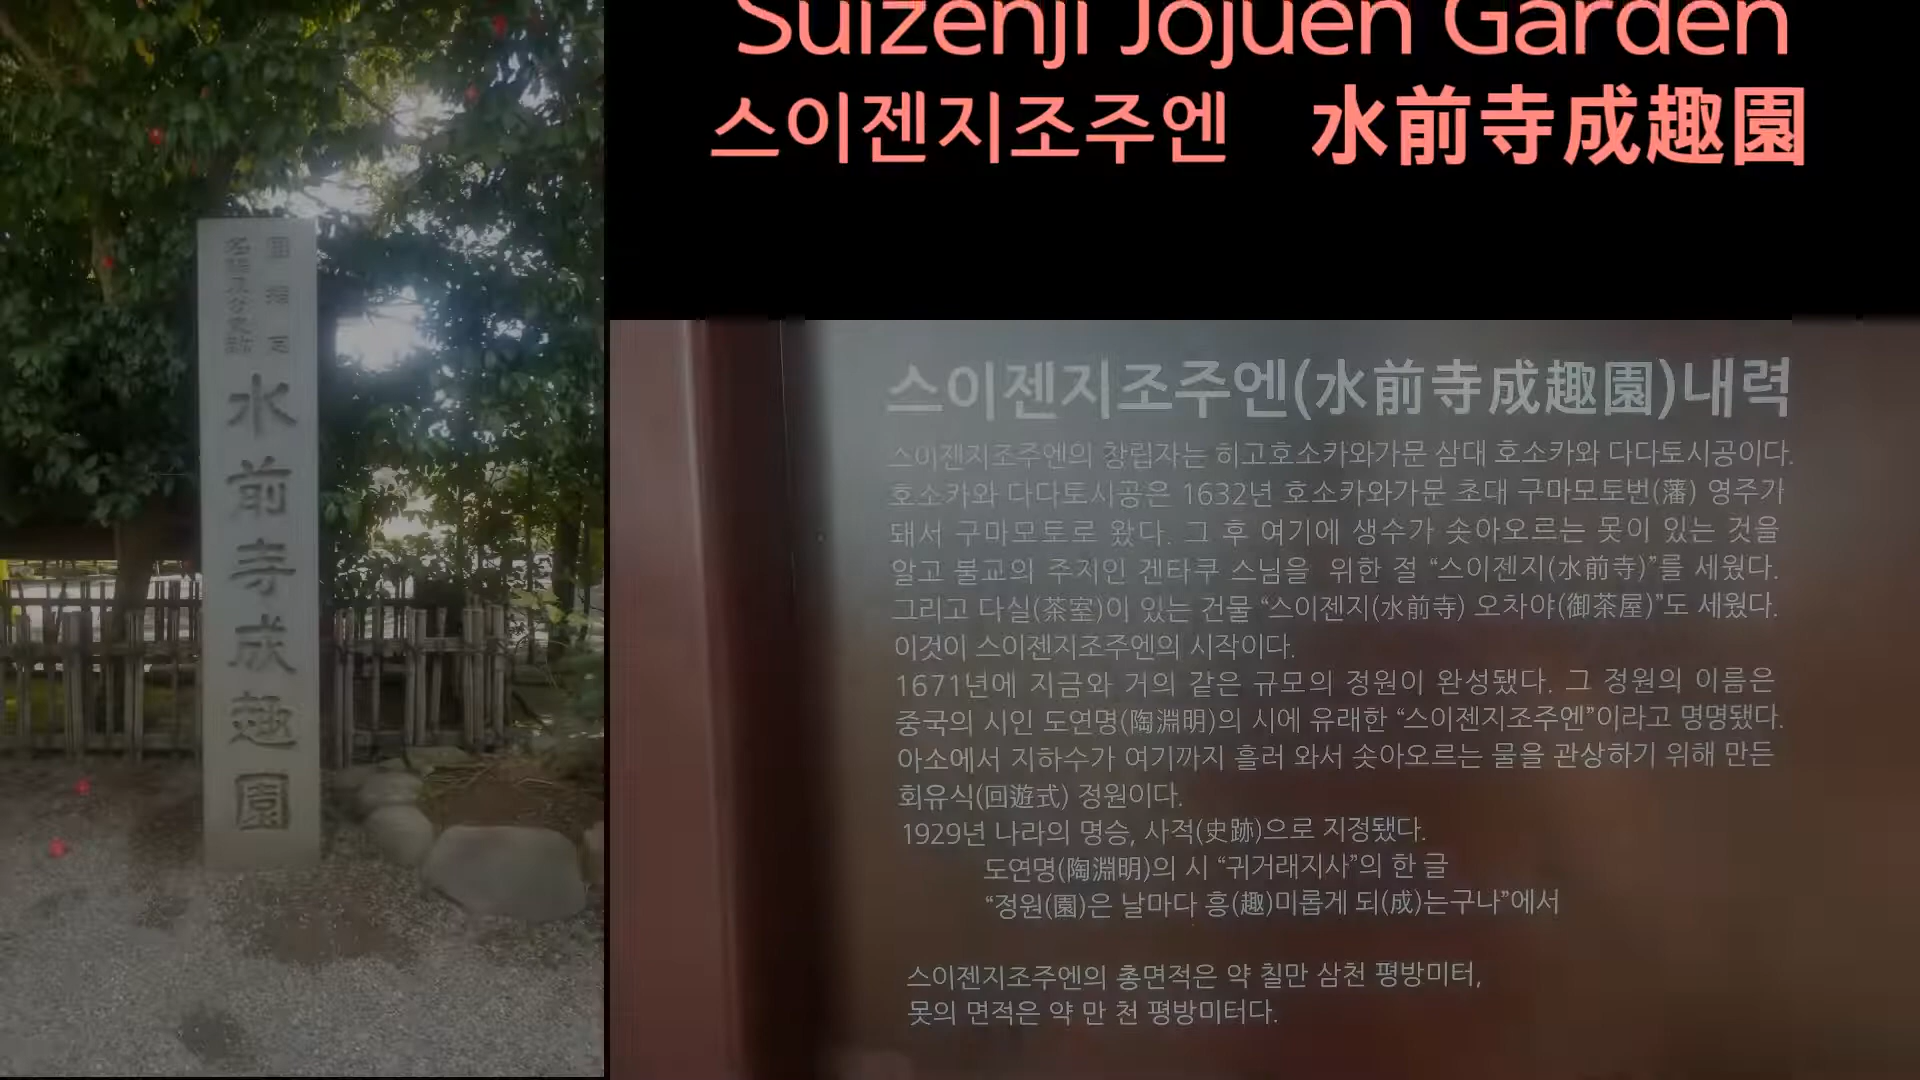 Suizenji Jojuen Garden
스이젠지조주엔 水前寺成趣園
水前寺成趣園
스이젠지조주엔(水前寺成趣園)내력
스이젠지조주엔의 창립자는 히고호소카와가문 삼대 호소카와 다다토시공이다.
호소카와 다다토시공은 1632년 호소카와가문 초대 구마모토번(藩) 영주가
돼서 구마모토로 왔다. 그 후 여기에 생수가 솟아오르는 못이 있는 것을
알고 불교의 주지인 겐타쿠 스님을 위한 절 “스이젠지(水前寺)”를 세웠다.
그리고 다실(茶室)이 있는 건물 “스이젠지(水前寺) 오차야(御茶屋)”도 세웠다.
이것이 스이젠지조주엔의 시작이다.
1671년에 지금와 거의 같은 규모의 정원이 완성됐다. 그 정원의 이름은
중국의 시인 도연명(陶淵明)의 시에 유래한 “스이젠지조주엔”이라고 명명됐다.
아소에서 지하수가 여기까지 흘러 와서 솟아오르는 물을 관상하기 위해 만든
회유식(回遊式) 정원이다.
1929년 나라의 명승, 사적(史跡)으로 지정됐다.
도연명(陶淵明)의 시 “귀거래지사”의 한 글
“정원(園)은 날마다 흥(趣)미롭게 되(成)는구나”에서
스이젠지조주엔의 총면적은 약 칠만 삼천 평방미터,
못의 면적은 약 만 천 평방미터다.